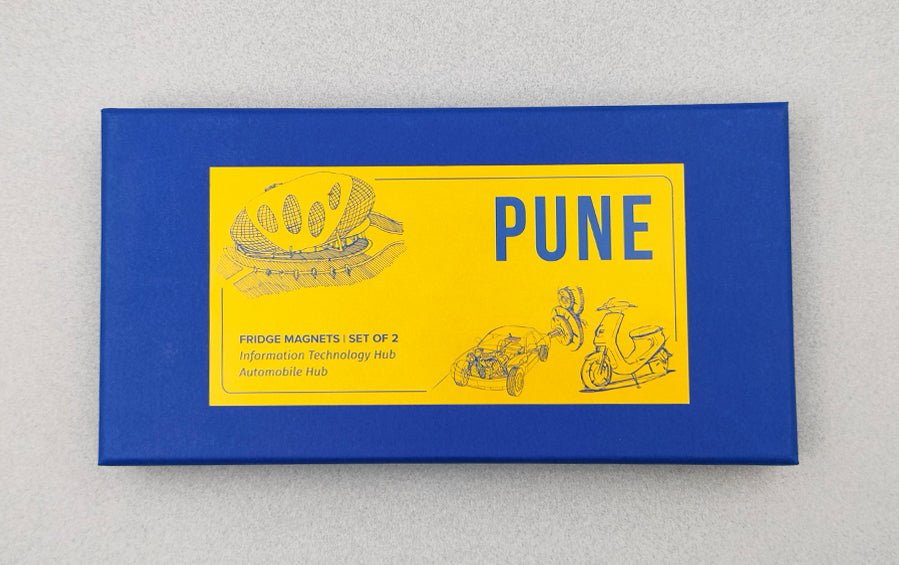 PUNE
FRIDGE MAGNETS | SET OF 2
Information Technology Hub
Automobile Hub